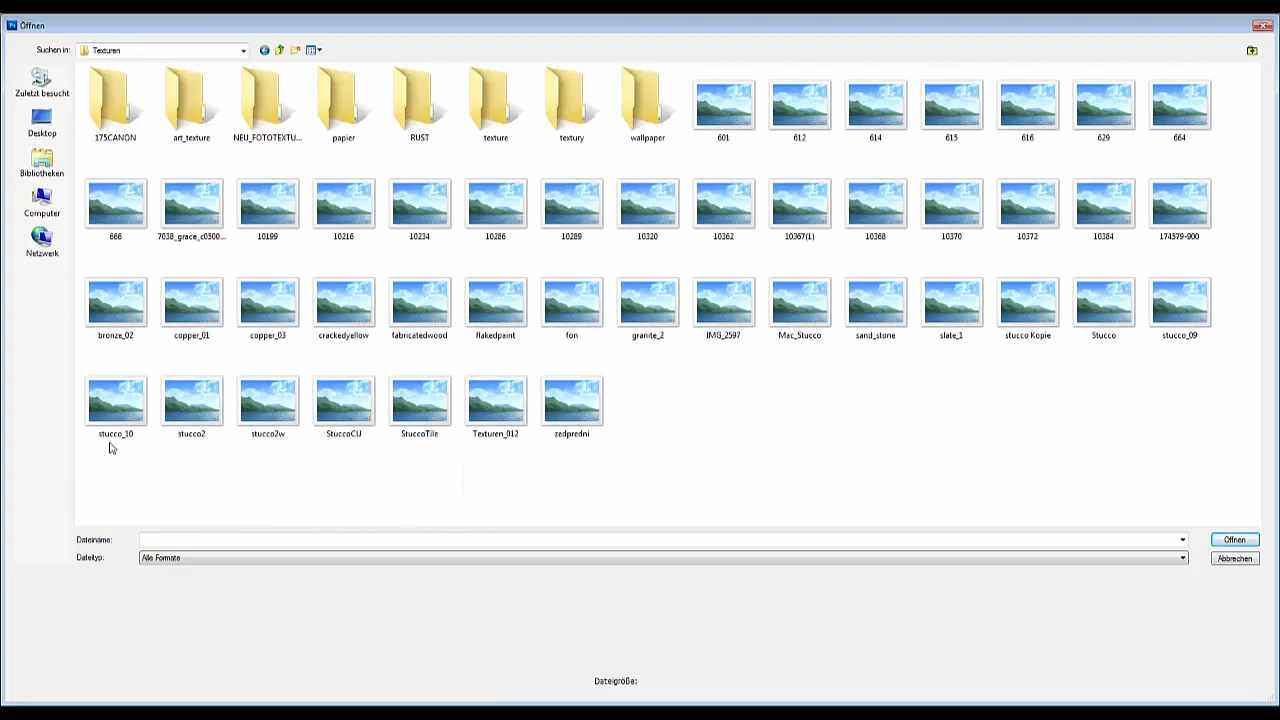 Ps Öffnen
Suchen in: Texturen
Zuletzt besucht
Desktop
Bibliotheken
Computer
Netzwerk
175CANON art_texture NEU_FOTOTEXTU... papier RUST texture textury wallpaper 601 612 614 615 616 629 664
666 7038_grace_c0500... 10199 10216 10234 10286 10289 10320 10362 10367(1) 10368 10370 10372 10384 174579-900
bronze_02 copper_01 copper_03 crackedyellow fabricatedwood flakedpaint fon granite_2 IMG_2597 Mac_Stucco sand_stone slate_1 stucco Kopie Stucco stucco_09
stucco_10 stucco2 stucco2w StuccoCU StuccoTile Texturen_012 zedpredni
Dateiname: Öffnen
Dateityp: Alle Formate Abbrechen
Dateigröße: